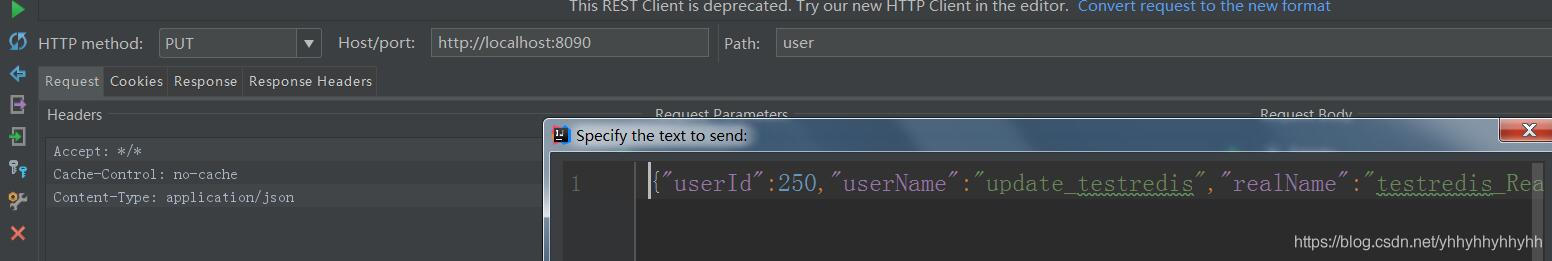 This REST Client is deprecated. Try our new HTTP Client in the editor. Convert request to the new format
HTTP method: PUT Host/port: http://localhost:8090 Path: user
Request Cookies Response Response Headers
Headers Request Parameters Request Body
Specify the text to send:
Accept: */*
Cache-Control: no-cache
Content-Type: application/json
1 {"userId":250,"userName":"update_testredis","realName":"testredis_Rea
https://blog.csdn.net/yhhyhhyhhyhh